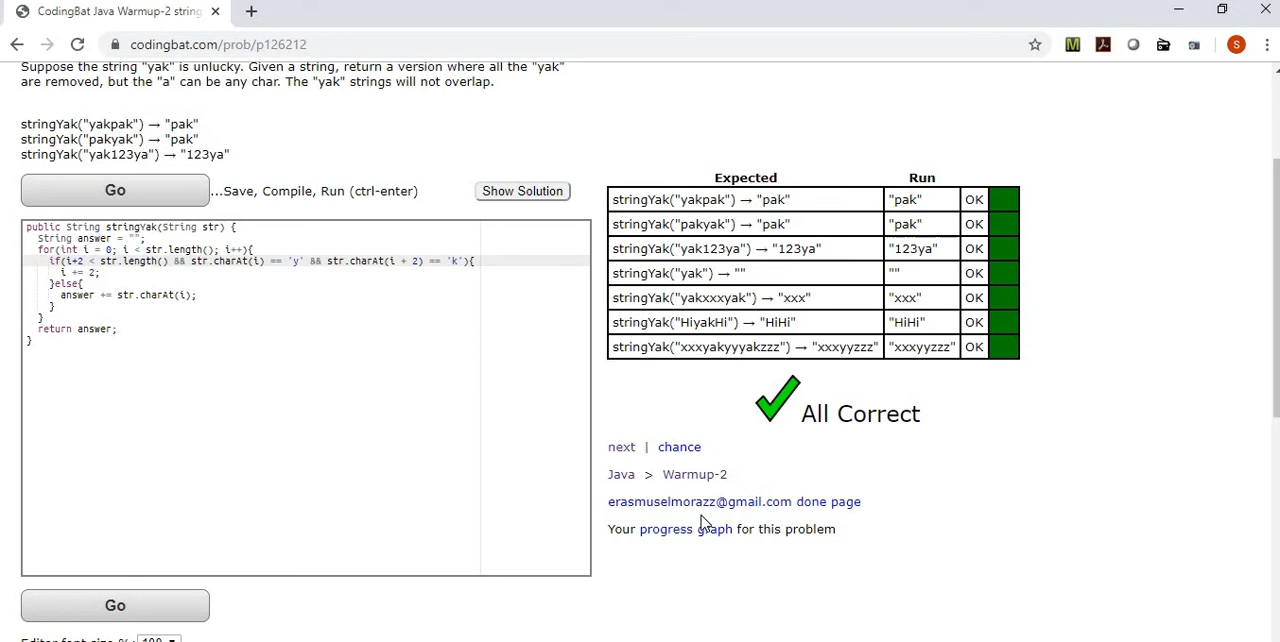 CodingBat Java Warmup-2 string
codingbat.com/prob/p126212
S
Suppose the string "yak" is unlucky. Given a string, return a version where all the "yak"
are removed, but the "a" can be any char. The "yak" strings will not overlap.
stringYak("yakpak") → "pak"
stringYak("pakyak") → "pak"
stringYak("yak123ya") → "123ya"
Go
...Save, Compile, Run (ctrl-enter)
Show Solution
public String stringYak(String str) {
String answer = "";
for(int i = 0; i < str.length(); i++){
if(i+2 < str.length() && str.charAt(i) == 'y' && str.charAt(i + 2) == 'k'){
i += 2;
}else{
answer += str.charAt(i);
}
}
return answer;
}
Expected Run
stringYak("yakpak") → "pak" "pak" OK
stringYak("pakyak") → "pak" "pak" OK
stringYak("yak123ya") → "123ya" "123ya" OK
stringYak("yak") → "" "" OK
stringYak("yakxxxyak") → "xxx" "xxx" OK
stringYak("HiyakHi") → "HiHi" "HiHi" OK
stringYak("xxxyakyyyakzzz") → "xxxyyzzz" "xxxyyzzz" OK
All Correct
next | chance
Java > Warmup-2
erasmuselmorazz@gmail.com done page
Your progress graph for this problem
Go
Editor font size %: 100